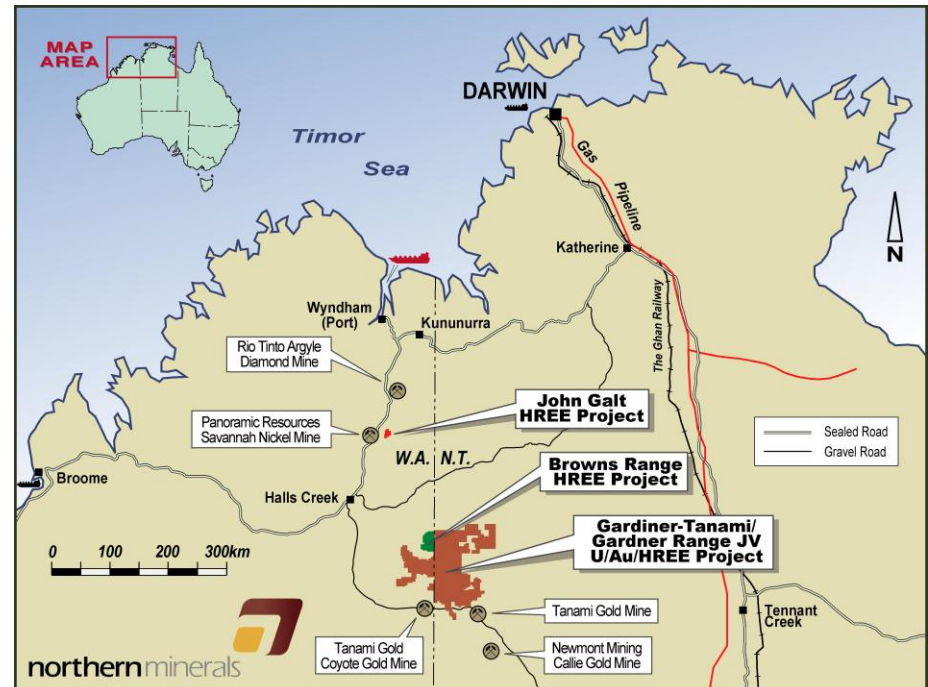 MAP
AREA
DARWIN
Timor
Sea
Gas
Pipeline
N
Katherine
The Ghan Railway
Wyndham
(Port)
Kununurra
Rio Tinto Argyle
Diamond Mine
John Galt
HREE Project
Panoramic Resources
Savannah Nickel Mine
Sealed Road
Gravel Road
W.A.
N.T.
Broome
Halls Creek
Browns Range
HREE Project
Gardiner-Tanami/
Gardner Range JV
U/Au/HREE Project
0 100 200 300km
Tanami Gold Mine
Tennant
Creek
Tanami Gold
Coyote Gold Mine
Newmont Mining
Callie Gold Mine
northernminerals